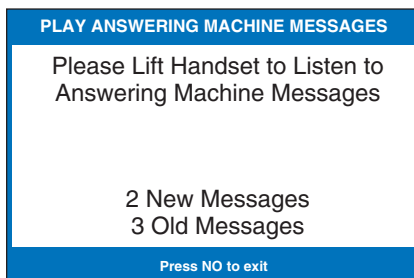 PLAY ANSWERING MACHINE MESSAGES
Please Lift Handset to Listen to
Answering Machine Messages
2 New Messages
3 Old Messages
Press NO to exit